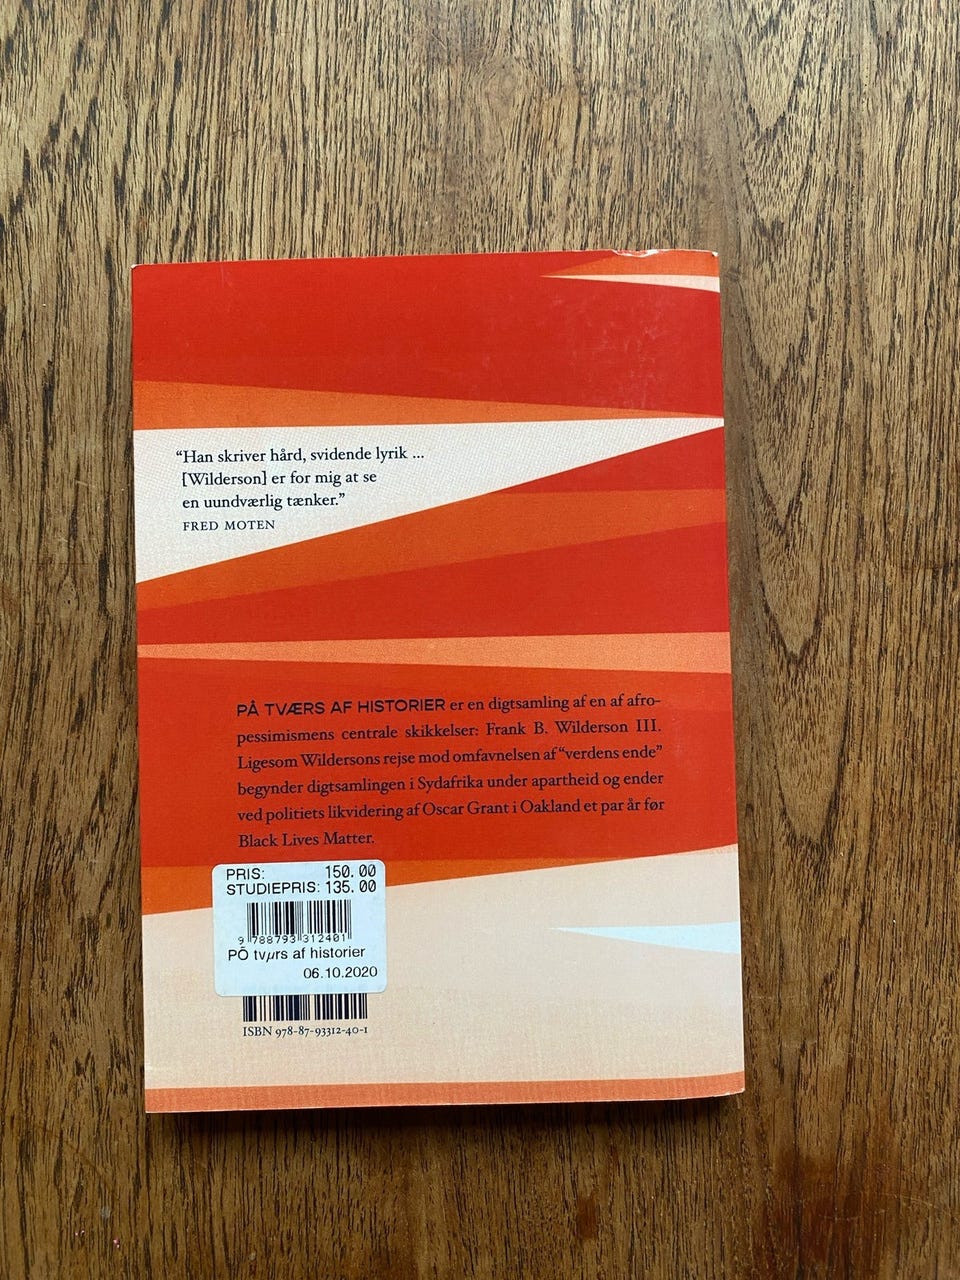 “Han skriver hård, svidende lyrik ...
[Wilderson] er for mig at se
en uundværlig tænker.”
FRED MOTEN
PÅ TVÆRS AF HISTORIER er en digtsamling af en af afro-
pessimismens centrale skikkelser: Frank B. Wilderson III.
Ligesom Wildersons rejse mod omfavnelsen af “verdens ende”
begynder digtsamlingen i Sydafrika under apartheid og ender
ved politiets likvidering af Oscar Grant i Oakland et par år før
Black Lives Matter.
PRIS: 150.00
STUDIEPRIS: 135.00
9 788793 312401
PÕ tvµrs af historier
06.10.2020
ISBN 978-87-93312-40-1